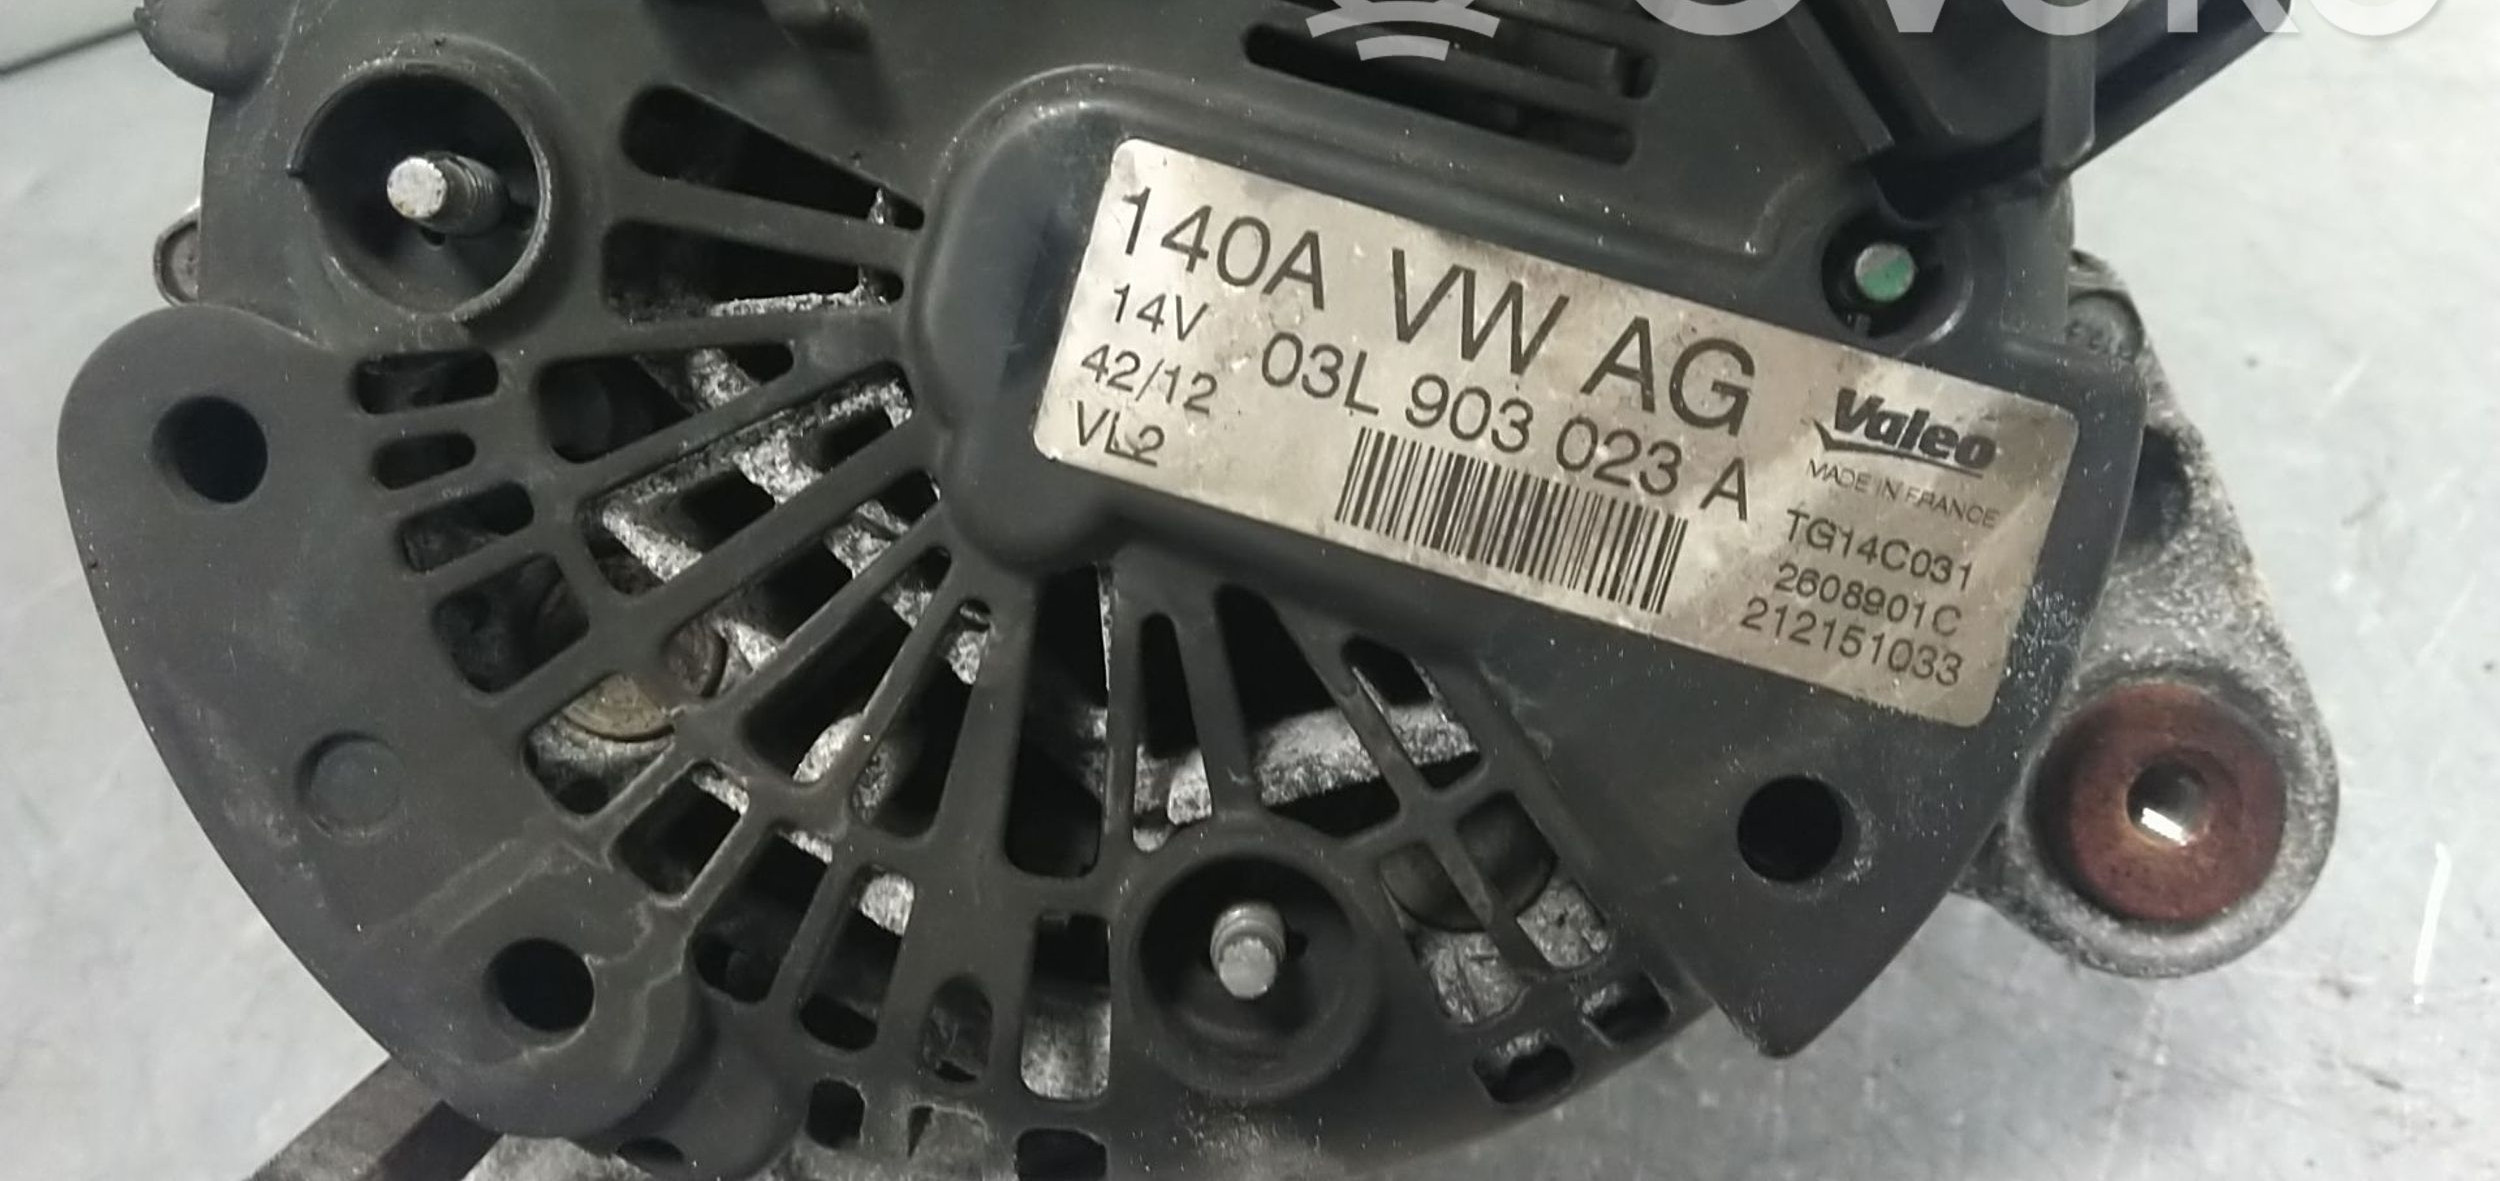 140A VW AG
14V 03L 903 023 A
42/12
VL2
Valeo
MADE IN FRANCE
TG14C031
2608901C
212151033